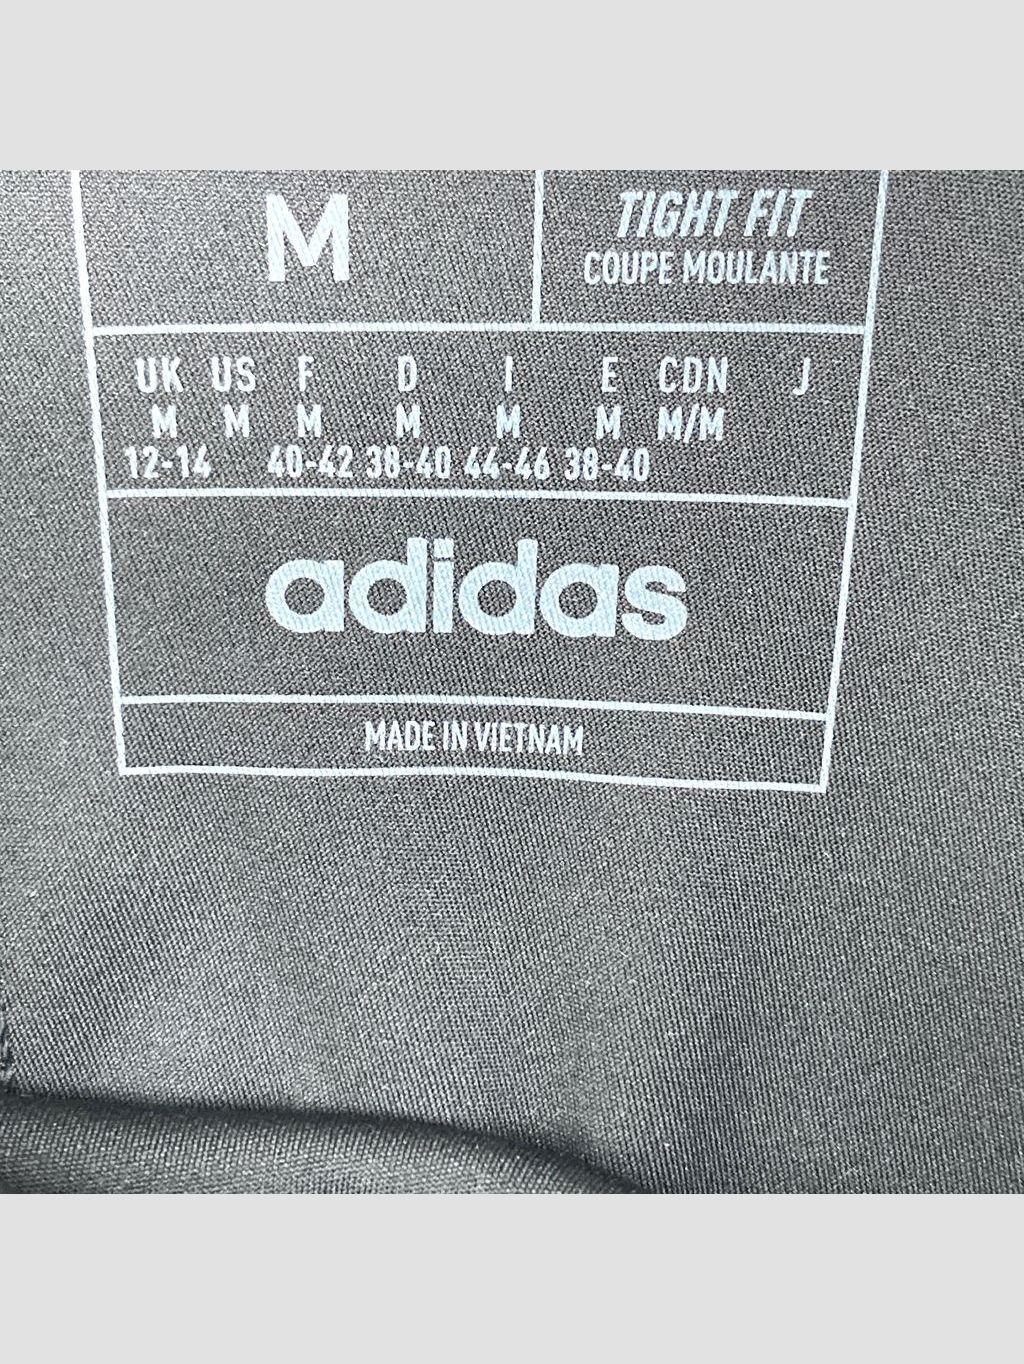 M
TIGHT FIT
COUPE MOULANTE
UK US F D I E CDN J
M M M M M M M/M
12-14 40-42 38-40 44-46 38-40
adidas
MADE IN VIETNAM